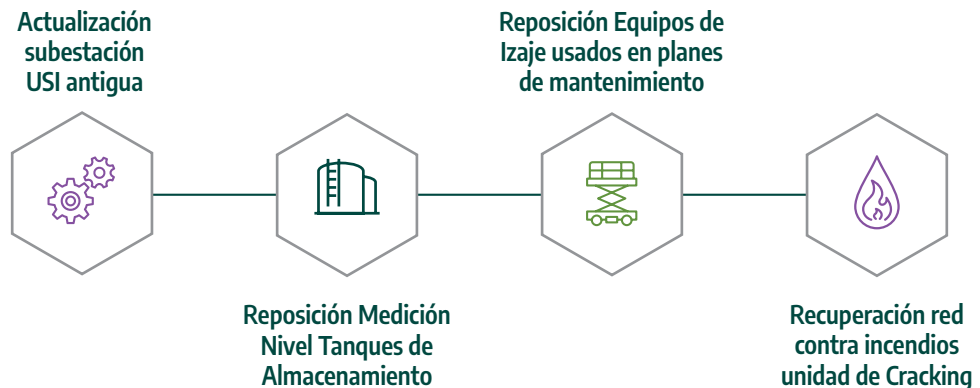 Actualización
subestación
USI antigua
Reposición Medición
Nivel Tanques de
Almacenamiento
Reposición Equipos de
Izaje usados en planes
de mantenimiento
Recuperación red
contra incendios
unidad de Cracking